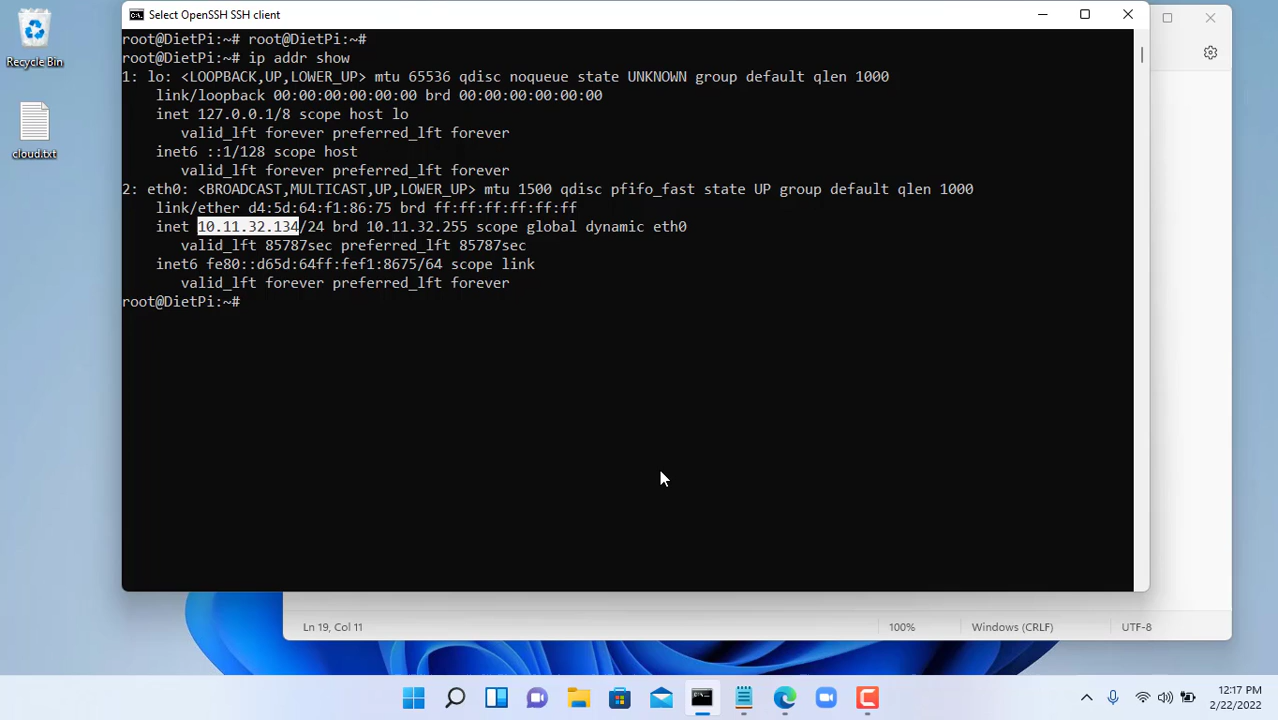 Select OpenSSH SSH client
root@DietPi:~# root@DietPi:~#
root@DietPi:~# ip addr show
1: lo: <LOOPBACK,UP,LOWER_UP> mtu 65536 qdisc noqueue state UNKNOWN group default qlen 1000
link/loopback 00:00:00:00:00:00 brd 00:00:00:00:00:00
inet 127.0.0.1/8 scope host lo
valid_lft forever preferred_lft forever
inet6 ::1/128 scope host
valid_lft forever preferred_lft forever
2: eth0: <BROADCAST,MULTICAST,UP,LOWER_UP> mtu 1500 qdisc pfifo_fast state UP group default qlen 1000
link/ether d4:5d:64:f1:86:75 brd ff:ff:ff:ff:ff:ff
inet 10.11.32.134/24 brd 10.11.32.255 scope global dynamic eth0
valid_lft 85787sec preferred_lft 85787sec
inet6 fe80::d65d:64ff:fef1:8675/64 scope link
valid_lft forever preferred_lft forever
root@DietPi:~#
Recycle Bin
cloud.txt
Ln 19, Col 11
100%
Windows (CRLF)
UTF-8
12:17 PM
2/22/2022